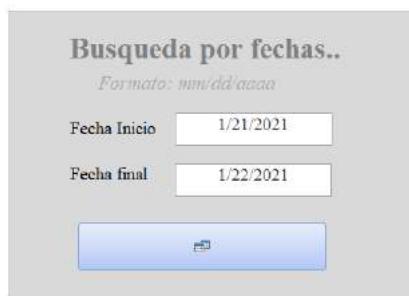 Busqueda por fechas..
Formato: mm/dd/aaaa
Fecha Inicio 1/21/2021
Fecha final 1/22/2021